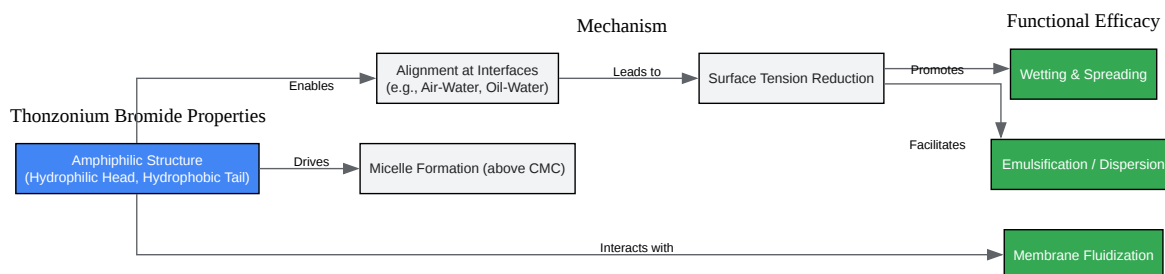 Functional Efficacy
Mechanism
Alignment at Interfaces
(e.g., Air-Water, Oil-Water)
Enables
Leads to
Surface Tension Reduction
Promotes
Wetting & Spreading
Thonzonium Bromide Properties
Amphiphilic Structure
(Hydrophilic Head, Hydrophobic Tail)
Drives
Micelle Formation (above CMC)
Facilitates
Emulsification / Dispersion
Interacts with
Membrane Fluidization